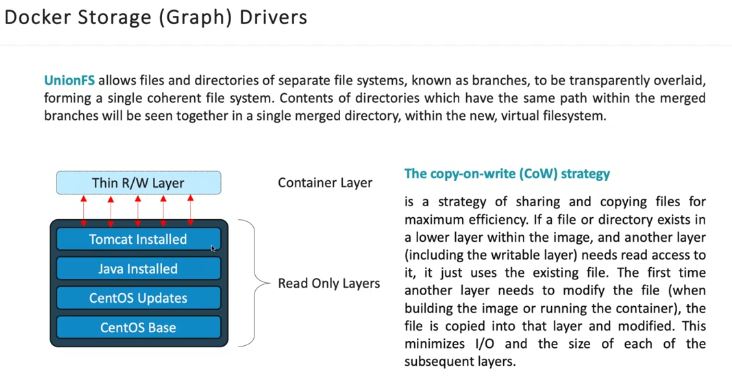 Docker Storage (Graph) Drivers
UnionFS allows files and directories of separate file systems, known as branches, to be transparently overlaid,
forming a single coherent file system. Contents of directories which have the same path within the merged
branches will be seen together in a single merged directory, within the new, virtual filesystem.
Thin R/W Layer
Container Layer
Tomcat Installed
Java Installed
CentOS Updates
CentOS Base
Read Only Layers
The copy-on-write (CoW) strategy
is a strategy of sharing and copying files for
maximum efficiency. If a file or directory exists in
a lower layer within the image, and another layer
(including the writable layer) needs read access to
it, it just uses the existing file. The first time
another layer needs to modify the file (when
building the image or running the container), the
file is copied into that layer and modified. This
minimizes I/O and the size of each of the
subsequent layers.